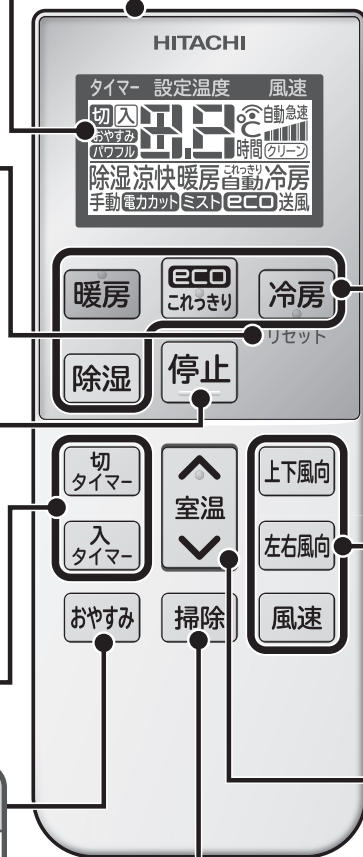 HITACHI
タイマー 設定温度 風速
切 入 8.8 ℃ 自動 急速
おやすみ
パワフル 時間 クリーン
除湿 涼快 暖房 これっきり自動 冷房
手動 電力カット ミスト eco 送風
暖房
eco
これっきり
冷房
リセット
除湿
停止
切
タイマー
入
タイマー
室温
上下風向
左右風向
風速
おやすみ
掃除